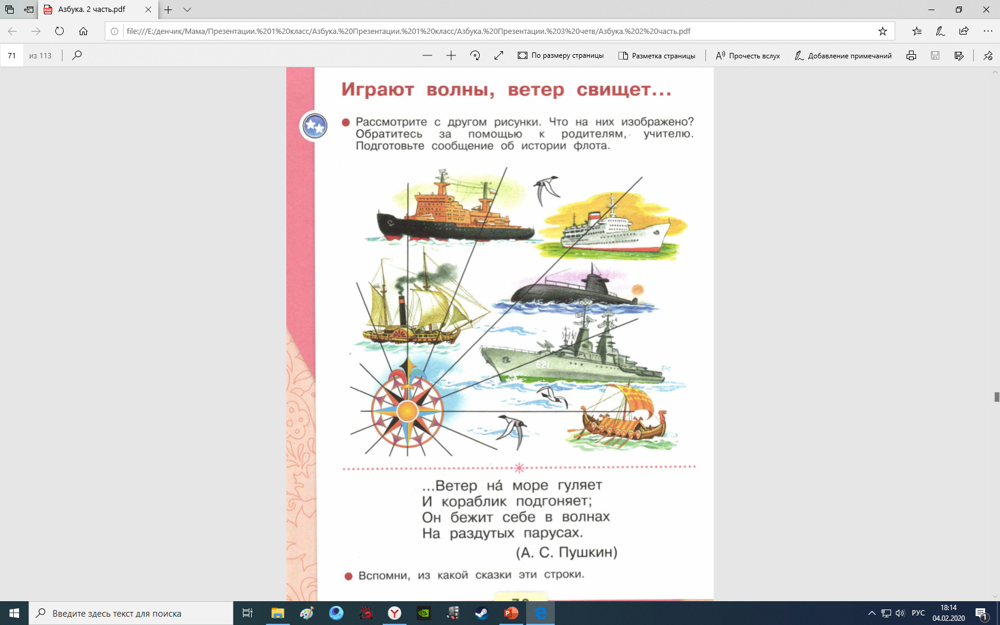 Азбука. 2 часть.pdf
file:///E:/денчик/Мама/Презентации.%201%20класс/Азбука.%20Презентации.%201%20класс/Азбука.%20Презентации.%203%20четв/Азбука.%202%20часть.pdf
71 из 113
По размеру страницы
Разметка страницы
Прочесть вслух
Добавление примечаний
Играют волны, ветер свищет...
Рассмотрите с другом рисунки. Что на них изображено?
Обратитесь за помощью к родителям, учителю.
Подготовьте сообщение об истории флота.
621
...Ветер на́ море гуляет
И кораблик подгоняет;
Он бежит себе в волнах
На раздутых парусах.
(А. С. Пушкин)
Вспомни, из какой сказки эти строки.
Введите здесь текст для поиска
РУС
18:14
04.02.2020
1